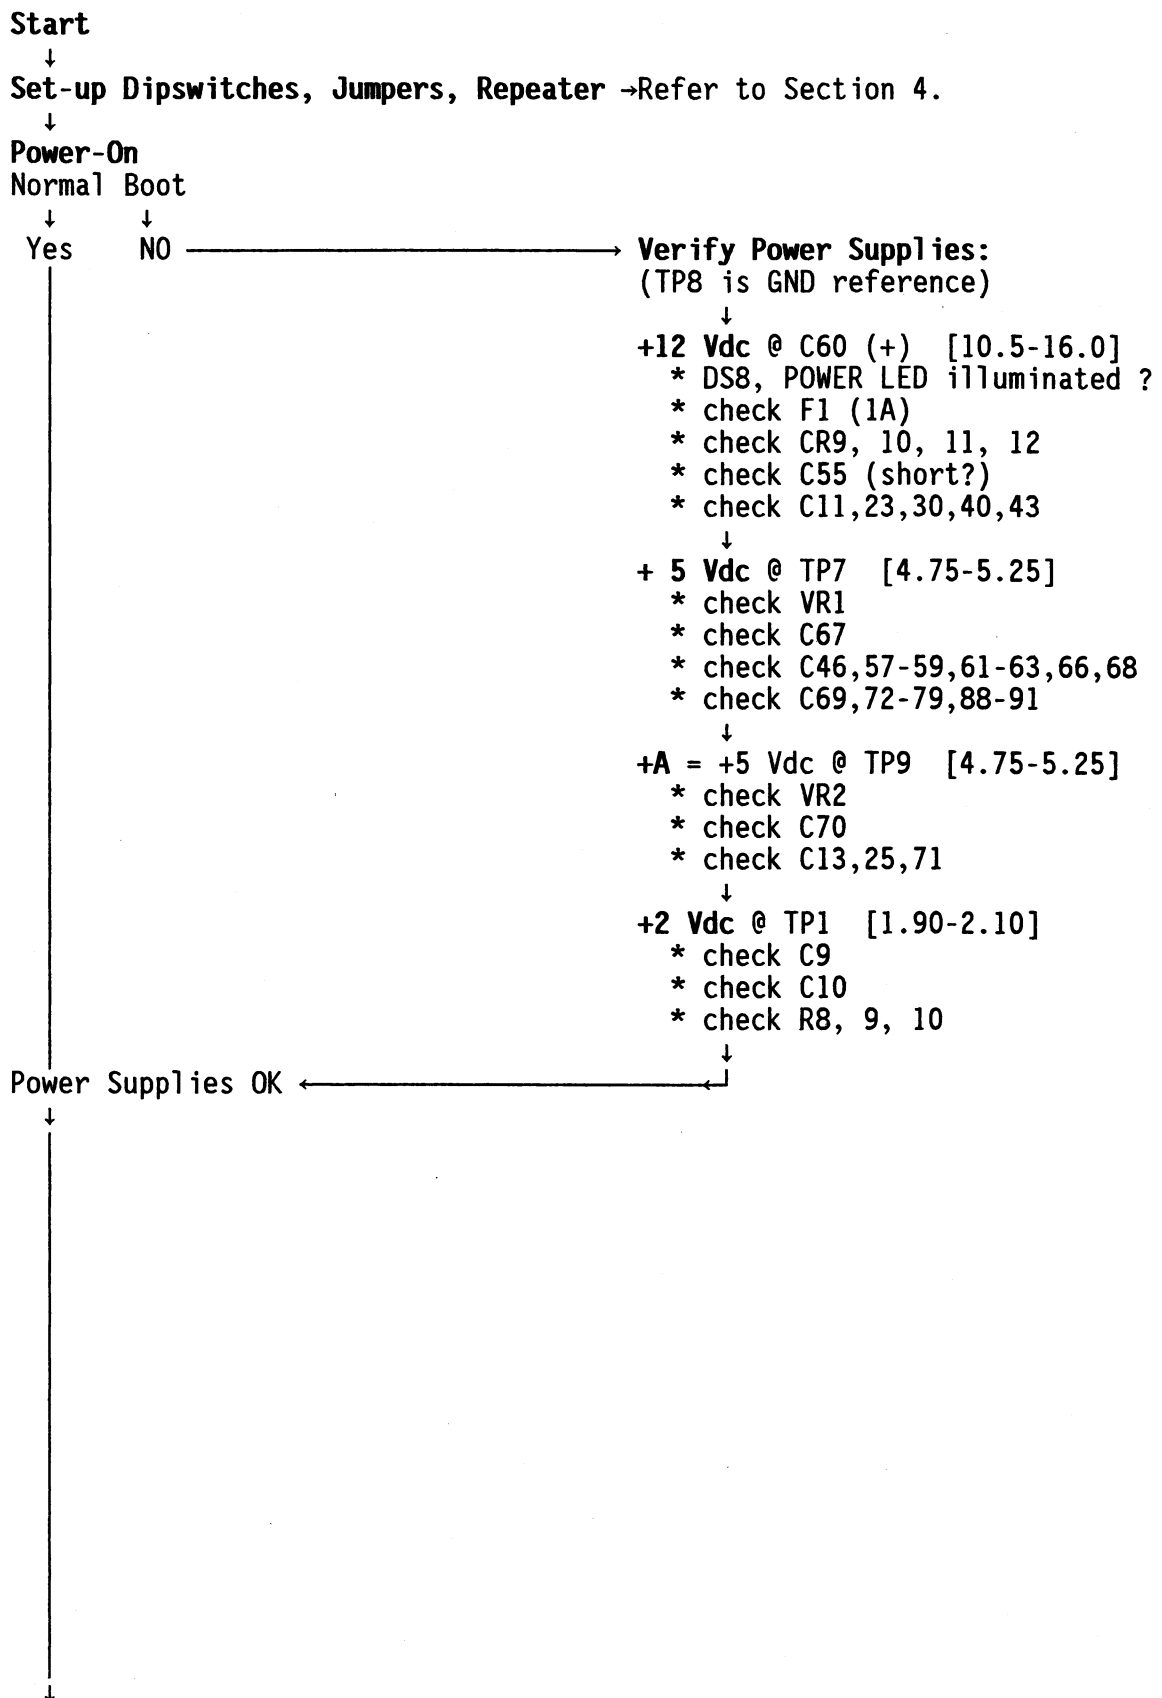 Start
↓
Set-up Dipswitches, Jumpers, Repeater →Refer to Section 4.
↓
Power-On
Normal Boot
↓ ↓
Yes NO → Verify Power Supplies:
(TP8 is GND reference)
↓
+12 Vdc @ C60 (+) [10.5-16.0]
* DS8, POWER LED illuminated ?
* check F1 (1A)
* check CR9, 10, 11, 12
* check C55 (short?)
* check C11,23,30,40,43
↓
+ 5 Vdc @ TP7 [4.75-5.25]
* check VR1
* check C67
* check C46,57-59,61-63,66,68
* check C69,72-79,88-91
↓
+A = +5 Vdc @ TP9 [4.75-5.25]
* check VR2
* check C70
* check C13,25,71
↓
+2 Vdc @ TP1 [1.90-2.10]
* check C9
* check C10
* check R8, 9, 10
↓
Power Supplies OK ←
↓
↓